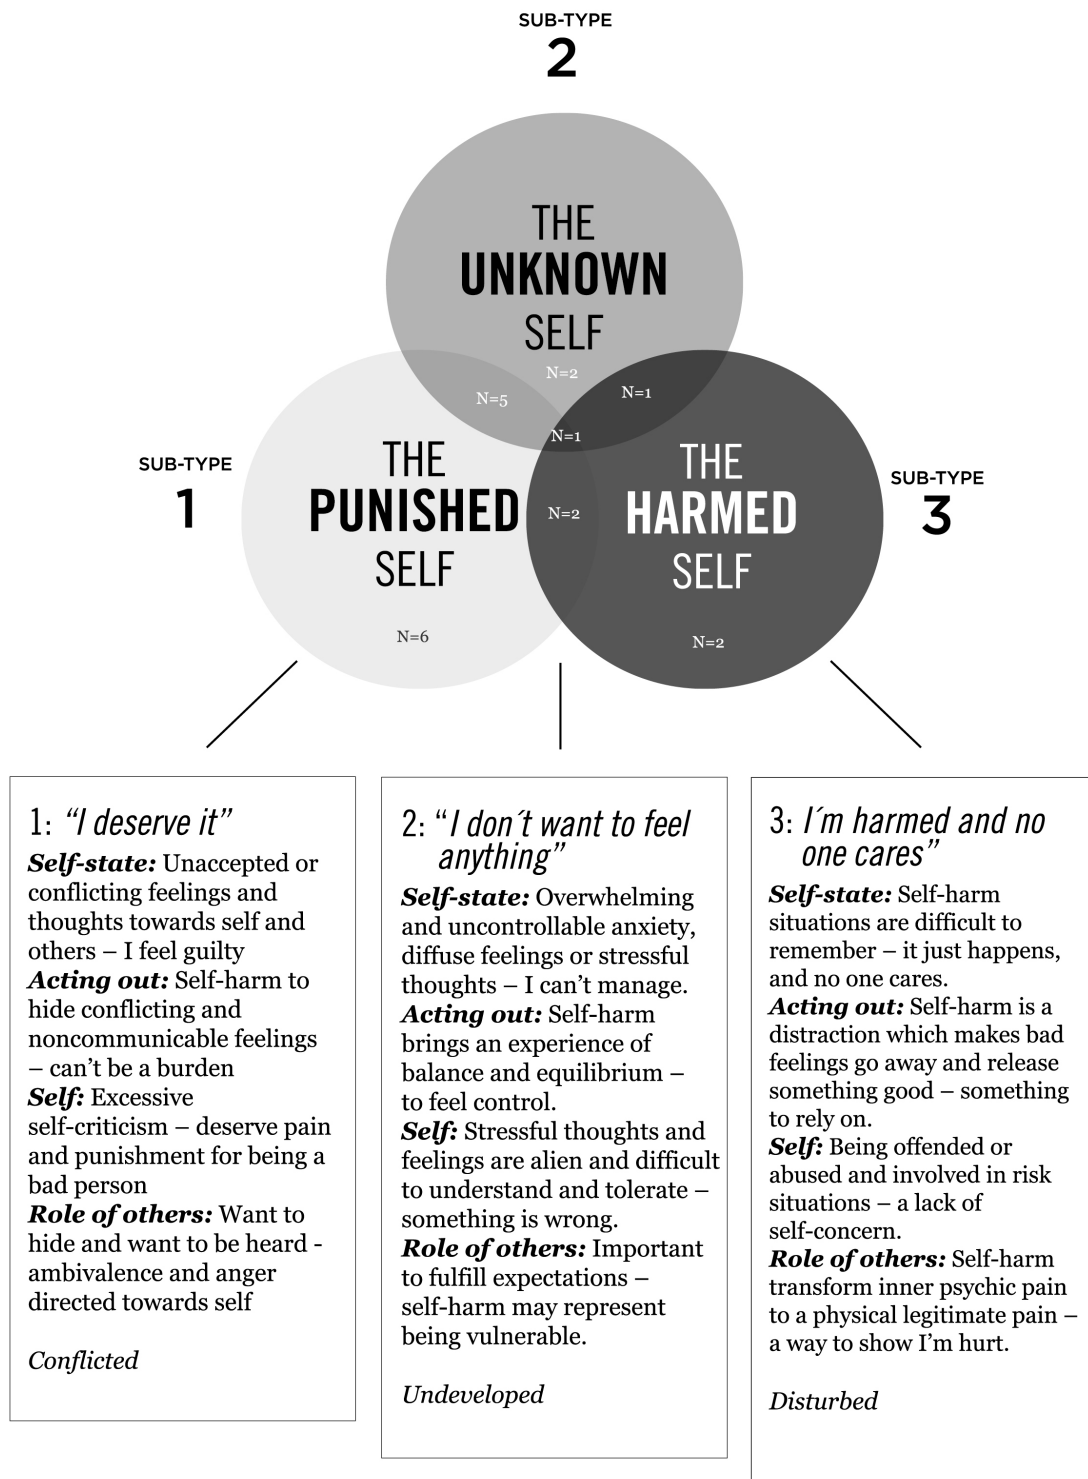 SUB-TYPE
2
THE
UNKNOWN
SELF
N=2
N=5
N=1
N=1
SUB-TYPE
1
THE
PUNISHED
SELF
N=6
N=2
THE
HARMED
SELF
N=2
SUB-TYPE
3
1: “I deserve it”
Self-state: Unaccepted or
conflicting feelings and
thoughts towards self and
others – I feel guilty
Acting out: Self-harm to
hide conflicting and
noncommunicable feelings
– can’t be a burden
Self: Excessive
self-criticism – deserve pain
and punishment for being a
bad person
Role of others: Want to
hide and want to be heard -
ambivalence and anger
directed towards self
Conflicted
2: “I don´t want to feel
anything”
Self-state: Overwhelming
and uncontrollable anxiety,
diffuse feelings or stressful
thoughts – I can’t manage.
Acting out: Self-harm
brings an experience of
balance and equilibrium –
to feel control.
Self: Stressful thoughts and
feelings are alien and difficult
to understand and tolerate –
something is wrong.
Role of others: Important
to fulfill expectations –
self-harm may represent
being vulnerable.
Undeveloped
3: I´m harmed and no
one cares”
Self-state: Self-harm
situations are difficult to
remember – it just happens,
and no one cares.
Acting out: Self-harm is a
distraction which makes bad
feelings go away and release
something good – something
to rely on.
Self: Being offended or
abused and involved in risk
situations – a lack of
self-concern.
Role of others: Self-harm
transform inner psychic pain
to a physical legitimate pain –
a way to show I’m hurt.
Disturbed